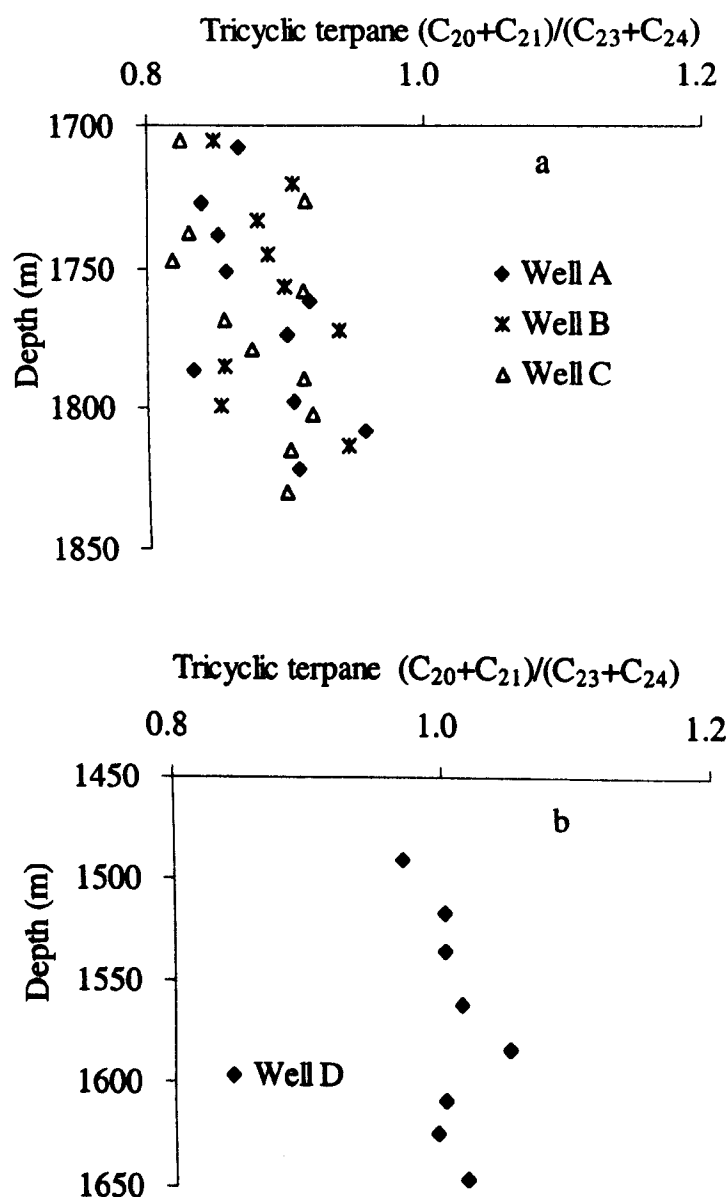 Tricyclic terpane (C₂₀+C₂₁)/(C₂₃+C₂₄)
0.8 1.0 1.2
1700
a
1750
Well A
Well B
Well C
1800
1850
Depth (m)
Tricyclic terpane (C₂₀+C₂₁)/(C₂₃+C₂₄)
0.8 1.0 1.2
1450
b
1500
1550
Well D
1600
1650
Depth (m)